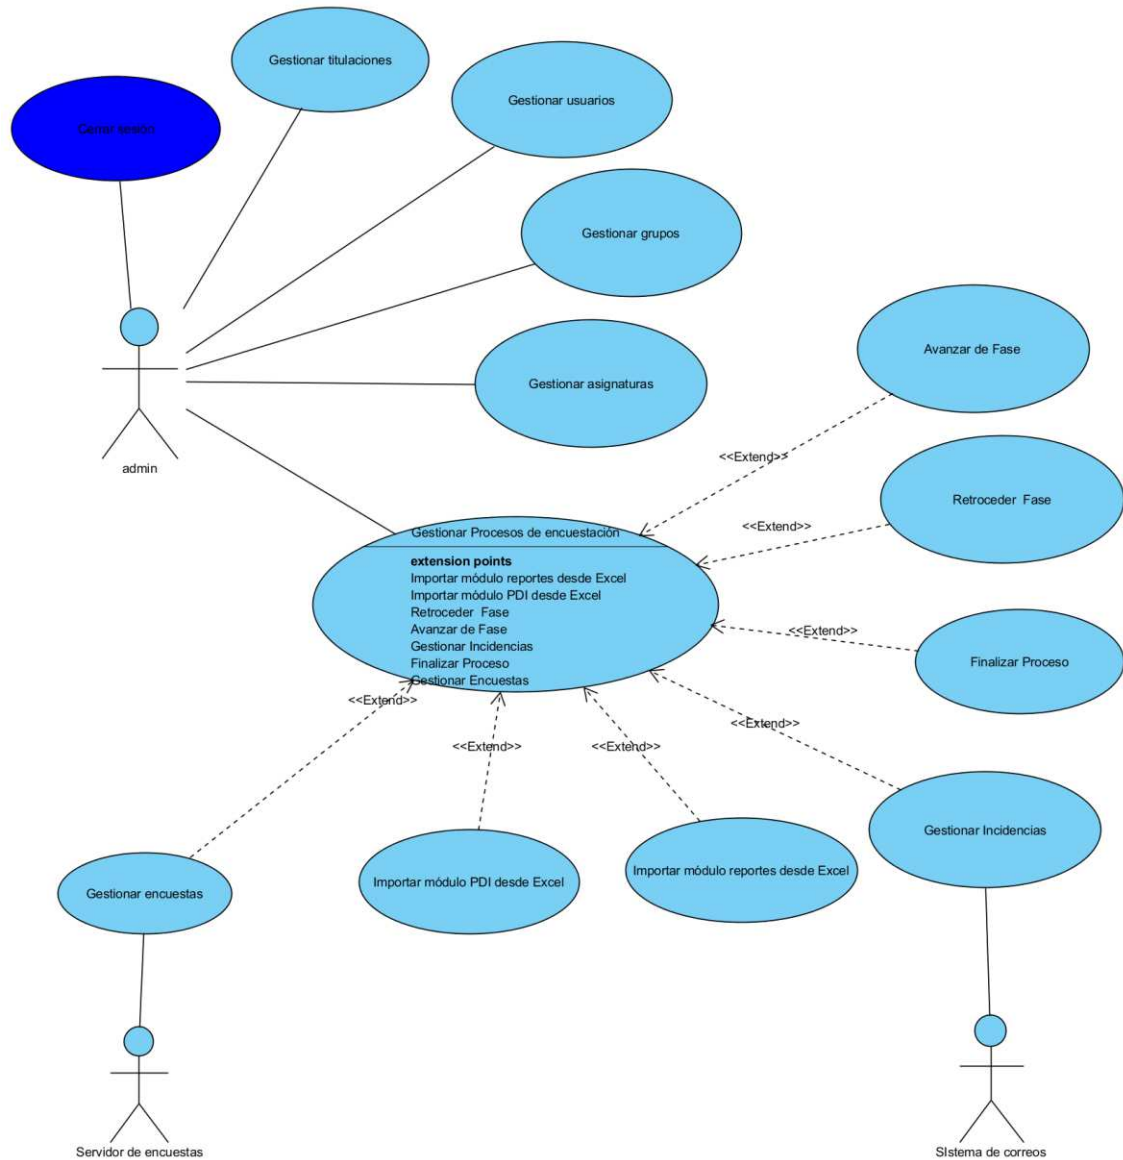 Gestionar titulaciones
Gestionar usuarios
Cerrar sesión
Gestionar grupos
Avanzar de Fase
Gestionar asignaturas
admin
<<Extend>>
Retroceder  Fase
<<Extend>>
Gestionar Procesos de encuestación
extension points
Importar módulo reportes desde Excel
Importar módulo PDI desde Excel
Retroceder  Fase
Avanzar de Fase
Gestionar Incidencias
Finalizar Proceso
Gestionar Encuestas
<<Extend>>
Finalizar Proceso
<<Extend>>
<<Extend>>
<<Extend>>
<<Extend>>
Gestionar Incidencias
Gestionar encuestas
Importar módulo PDI desde Excel
Importar módulo reportes desde Excel
Servidor de encuestas
SIstema de correos